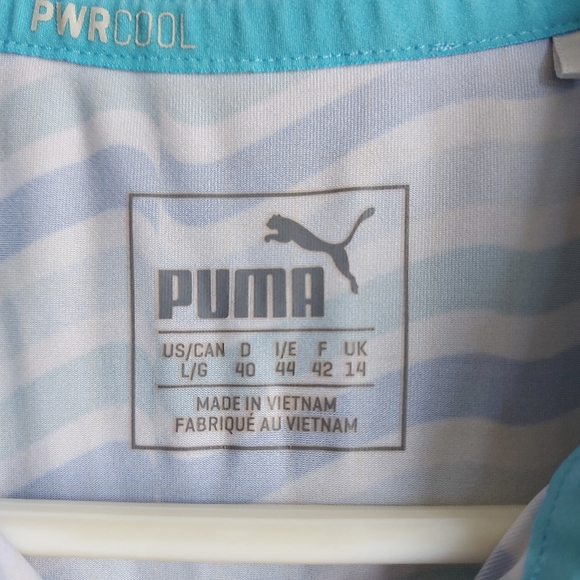 PWRCOOL
PUMA
US/CAN D I/E F UK
L/G 40 44 42 14
MADE IN VIETNAM
FABRIQUÉ AU VIETNAM